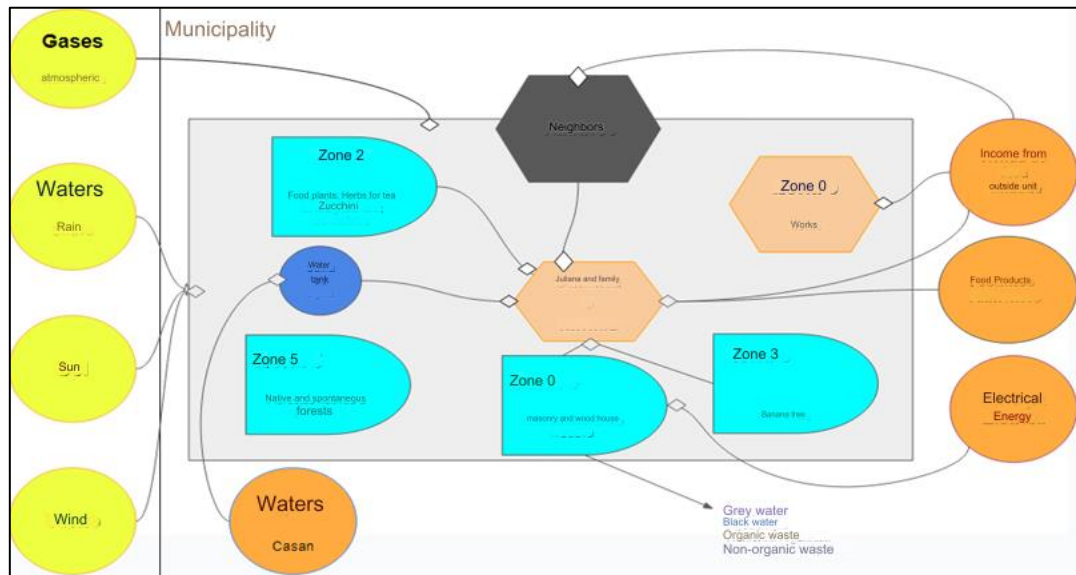 Municipality
Gases
atmospheric
Waters
Rain
Sun
Wind
Neighbors
Zone 2
Food plants, Herbs for tea
Zucchini
Water
tank
Zone 5
Native and spontaneous
forests
Juliana and family
Zone 0
masonry and wood house
Zone 3
Banana tree
Zone 0
Works
Income from
outside unit
Food Products
Electrical
Energy
Waters
Casan
Grey water
Black water
Organic waste
Non-organic waste